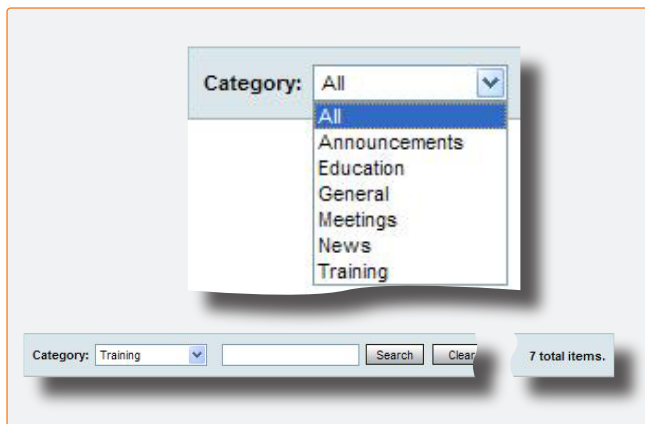 Category: All
All
Announcements
Education
General
Meetings
News
Training
Category: Training Search Clear 7 total items.